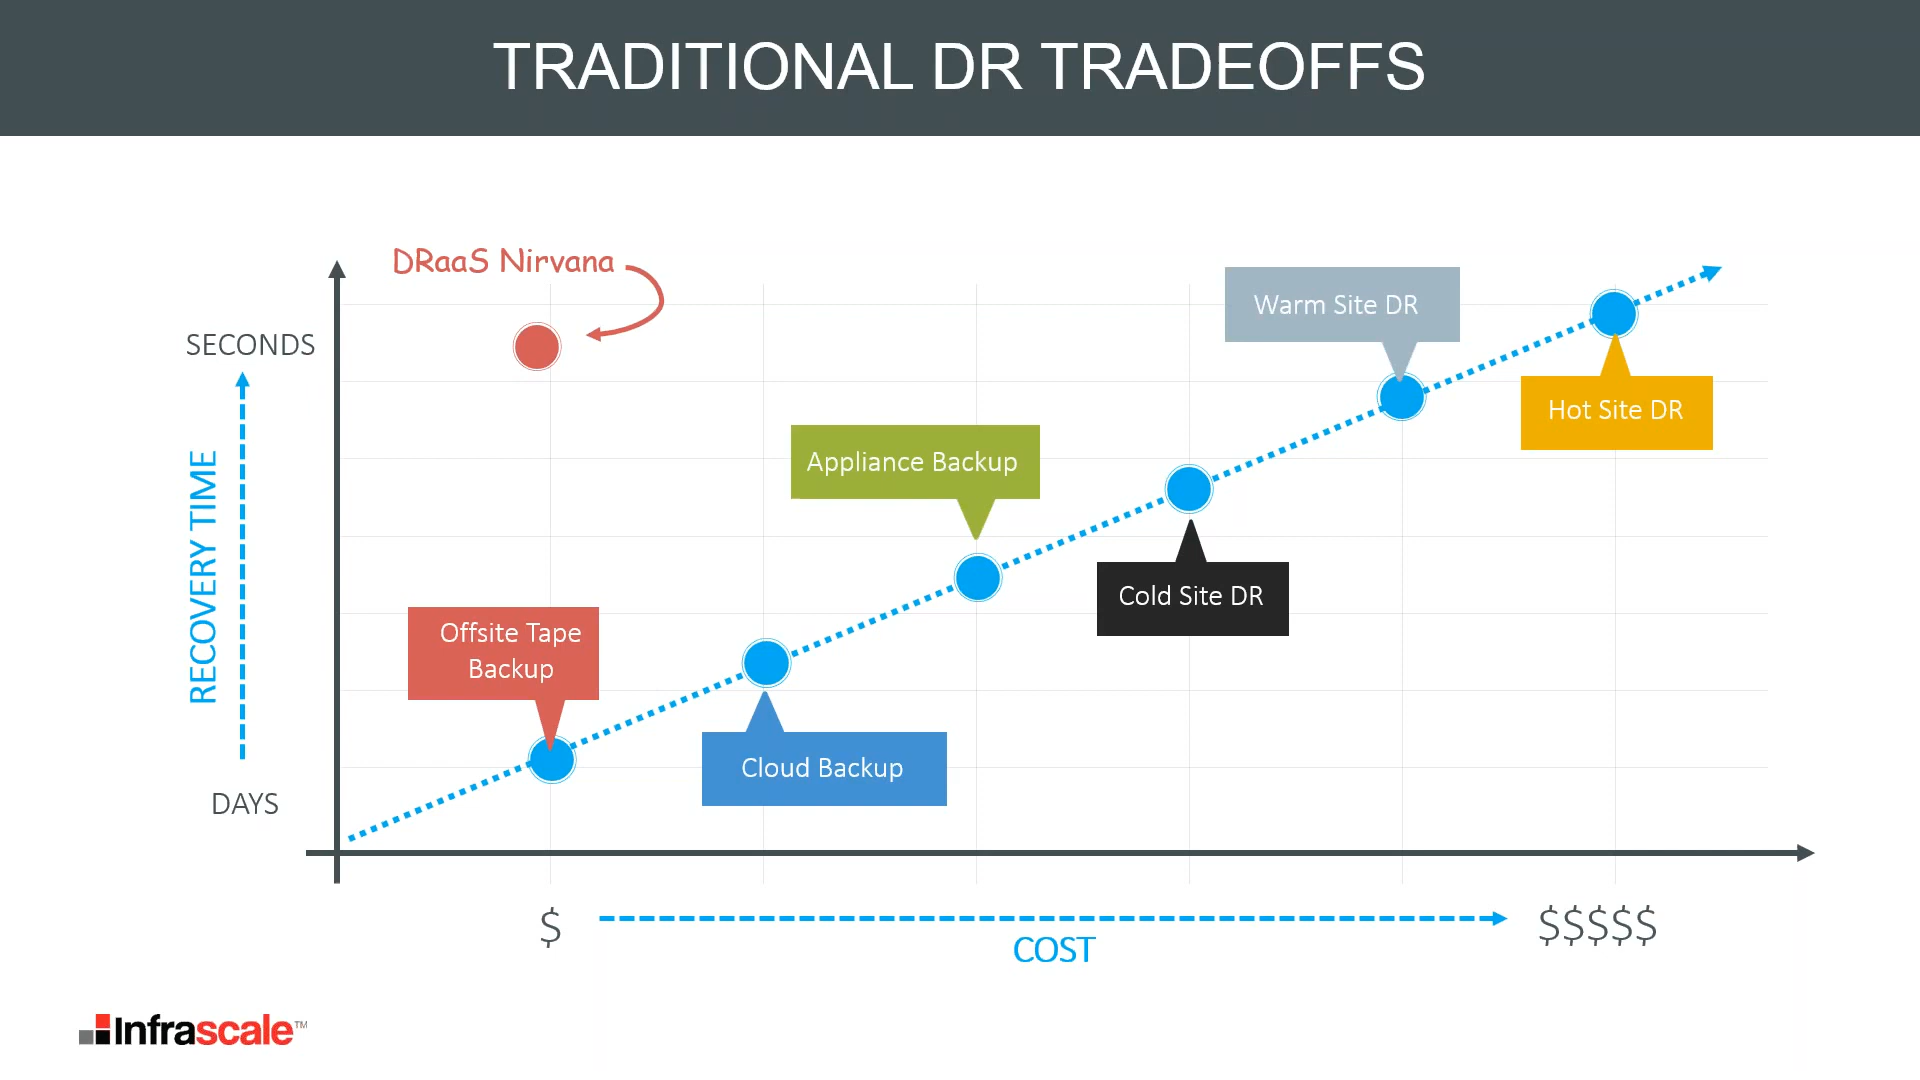 TRADITIONAL DR TRADEOFFS
DRaaS Nirvana
SECONDS
RECOVERY TIME
DAYS
Warm Site DR
Hot Site DR
Appliance Backup
Cold Site DR
Offsite Tape
Backup
Cloud Backup
$
$$$$$
COST
Infrascale™